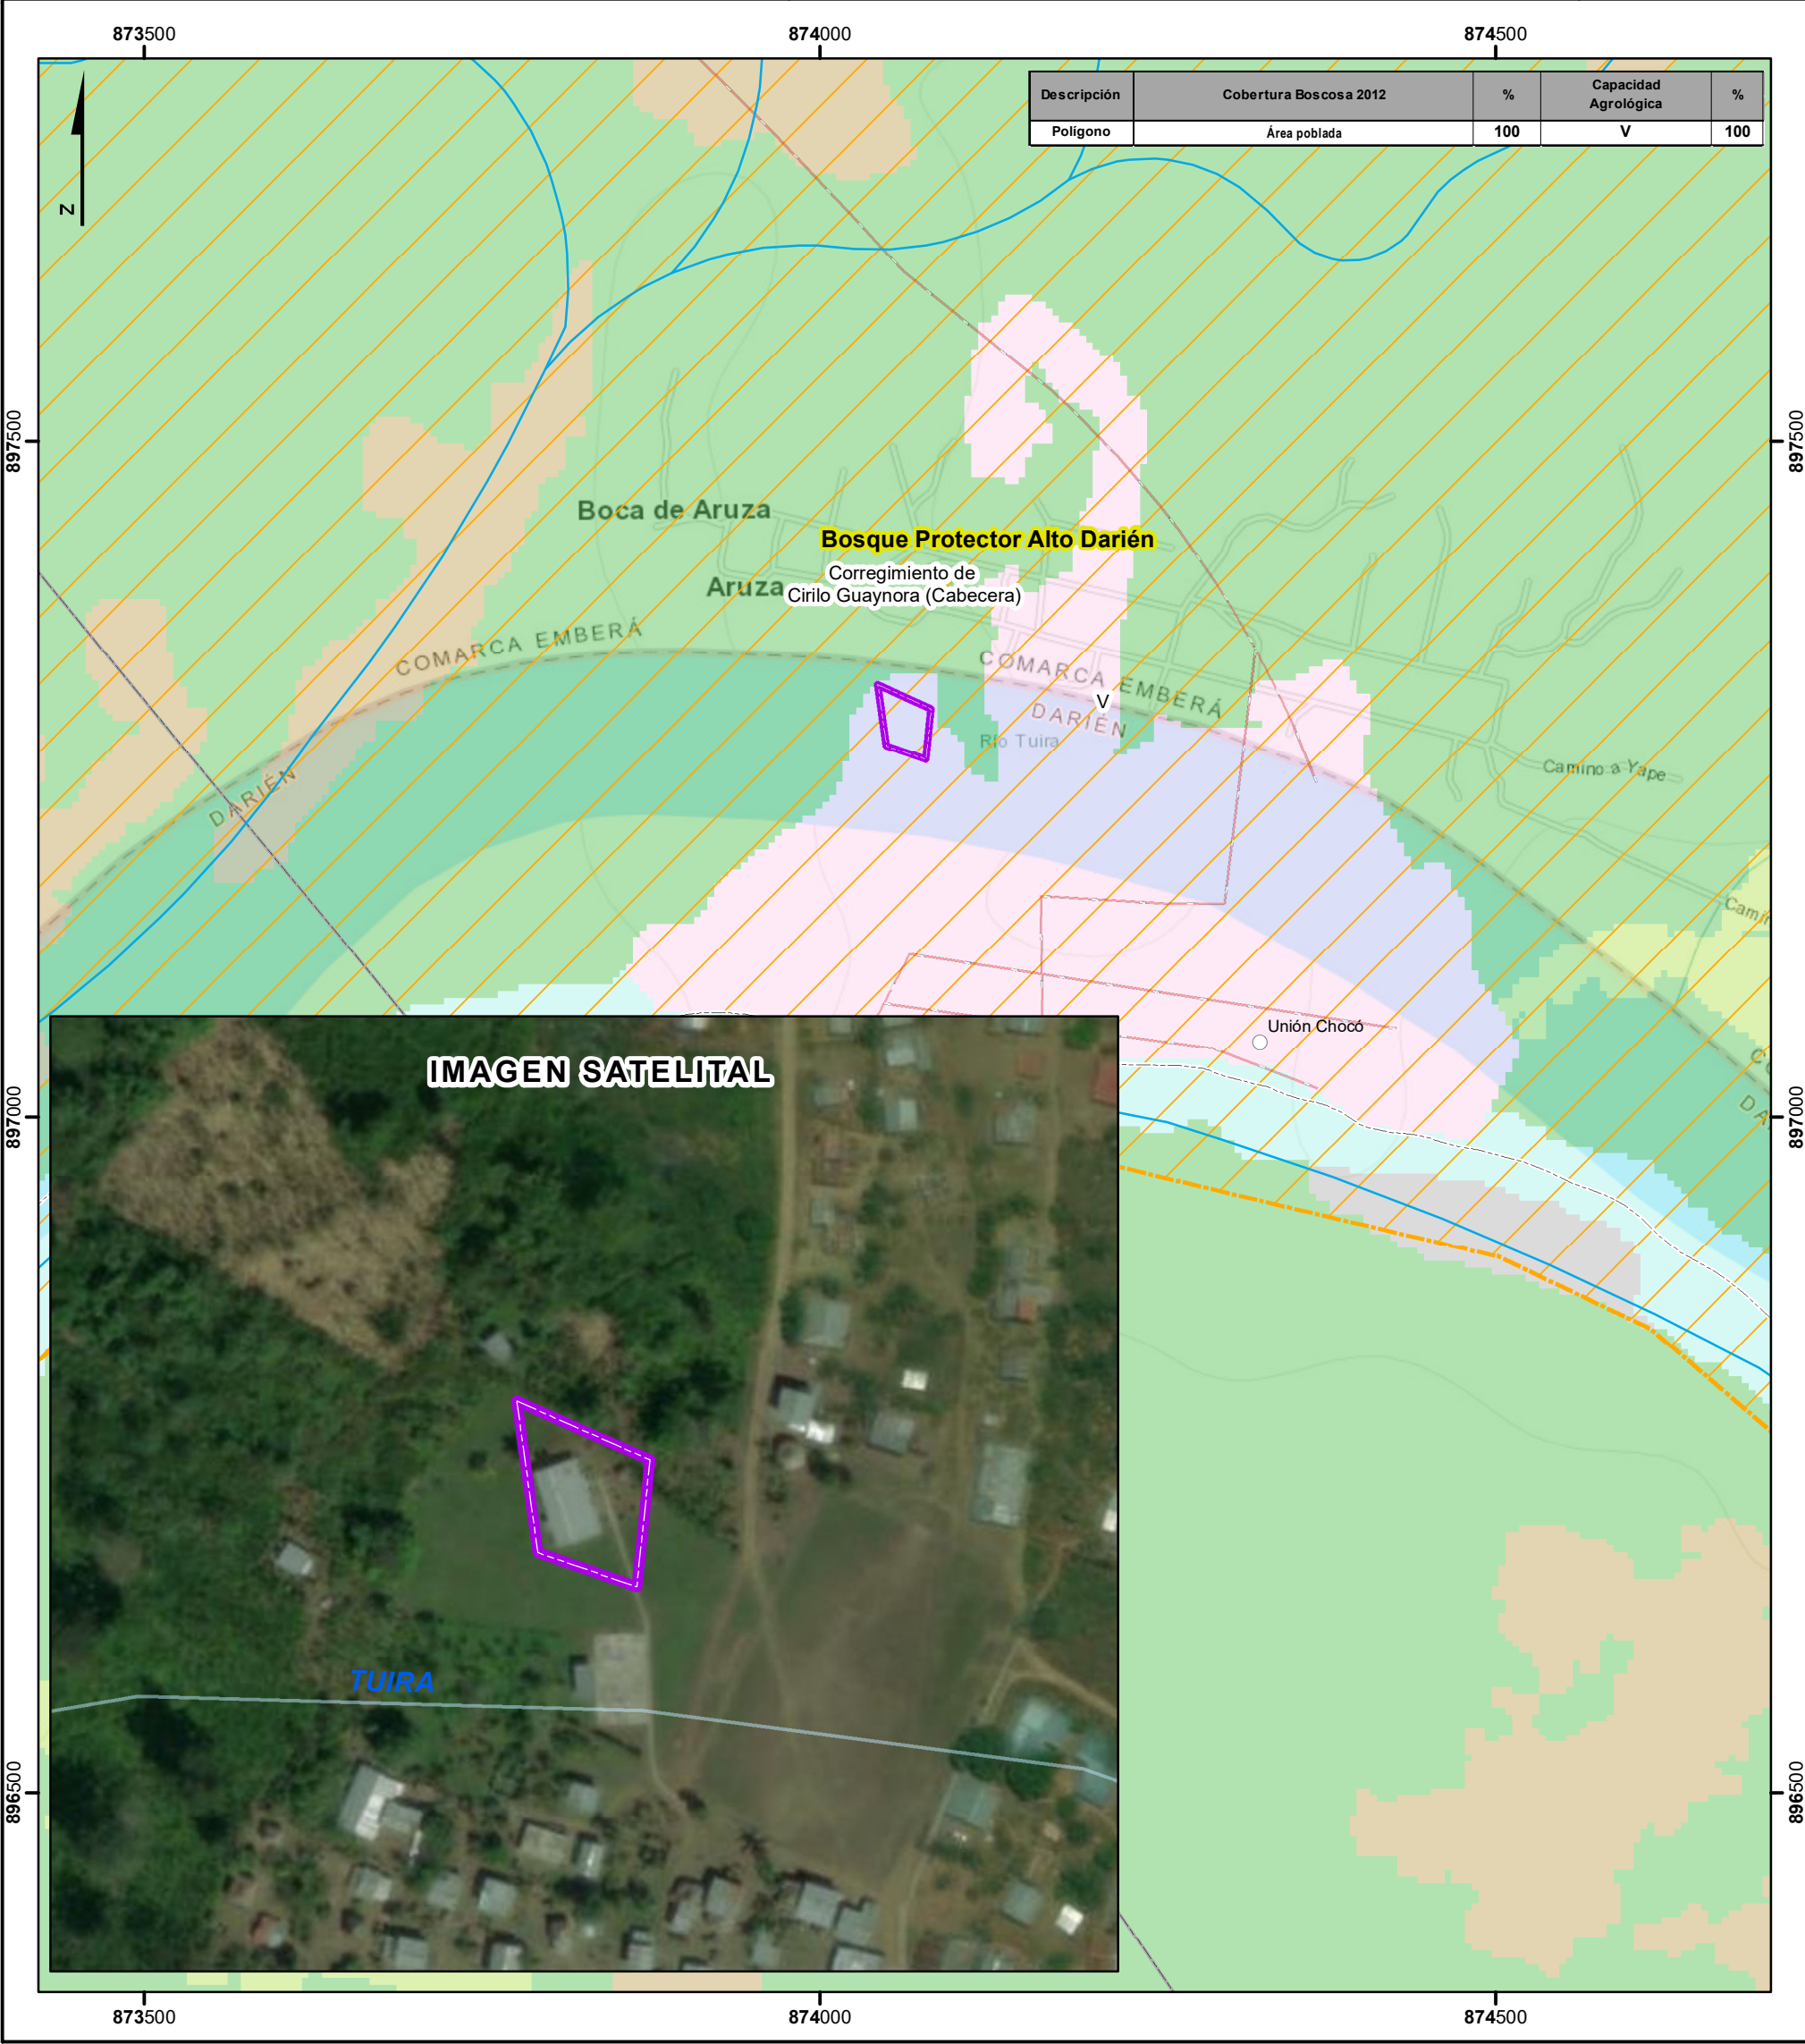 873500
874000
874500
Descripción
Cobertura Boscosa 2012
%
Capacidad
Agrológica
%
Polígono
Área poblada
100
V
100
N
897500
897500
Boca de Aruza
Bosque Protector Alto Darién
Corregimiento de
Cirilo Guaynora (Cabecera)
Aruza
COMARCA EMBERÁ
COMARCA EMBERÁ
V
DARIÉN
Río Tuira
DARIÉN
Camino a Yape
Unión Chocó
IMAGEN SATELITAL
897000
897000
TUIRA
896500
896500
873500
874000
874500